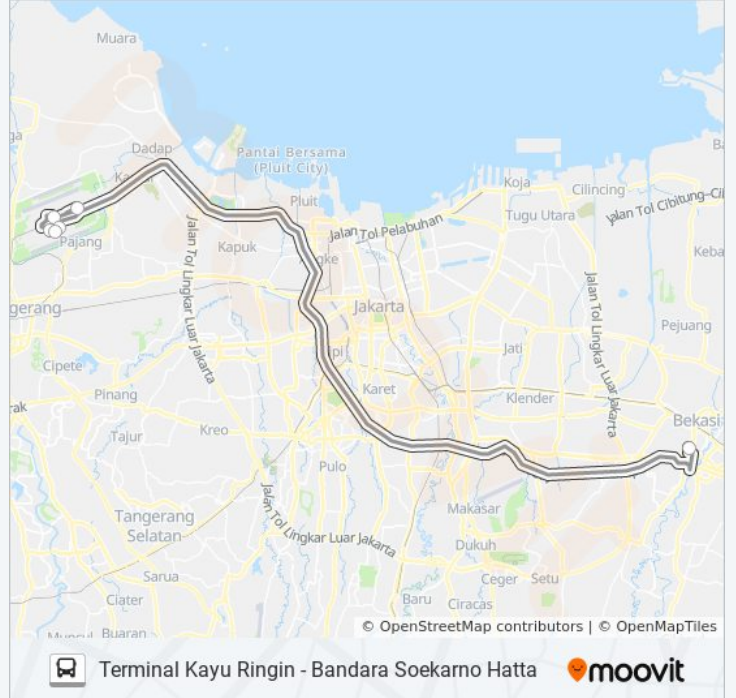 Muara
Dadap
Pantai Bersama
(Pluit City)
Koja
Cilincing
Pluit
Tugu Utara
Jalan Tol Cibitung-Cil
Jalan Tol Pelabuhan
Pajang
Kapuk
Keba
gerang
Jakarta
Jalan Tol Lingkar Luar Jakarta
Jalan Tol Lingkar Luar Jakarta
Pejuang
Jati
Cipete
Pinang
Karet
Klender
Bekasi
Kreo
Tajur
Pulo
Makasar
Tangerang
Selatan
Jalan Tol Lingkar Luar Jakarta
Dukuh
Sarua
Ceger
Setu
Ciater
Baru
Ciracas
Buaran
© OpenStreetMap contributors | © OpenMapTiles
Terminal Kayu Ringin - Bandara Soekarno Hatta
moovit